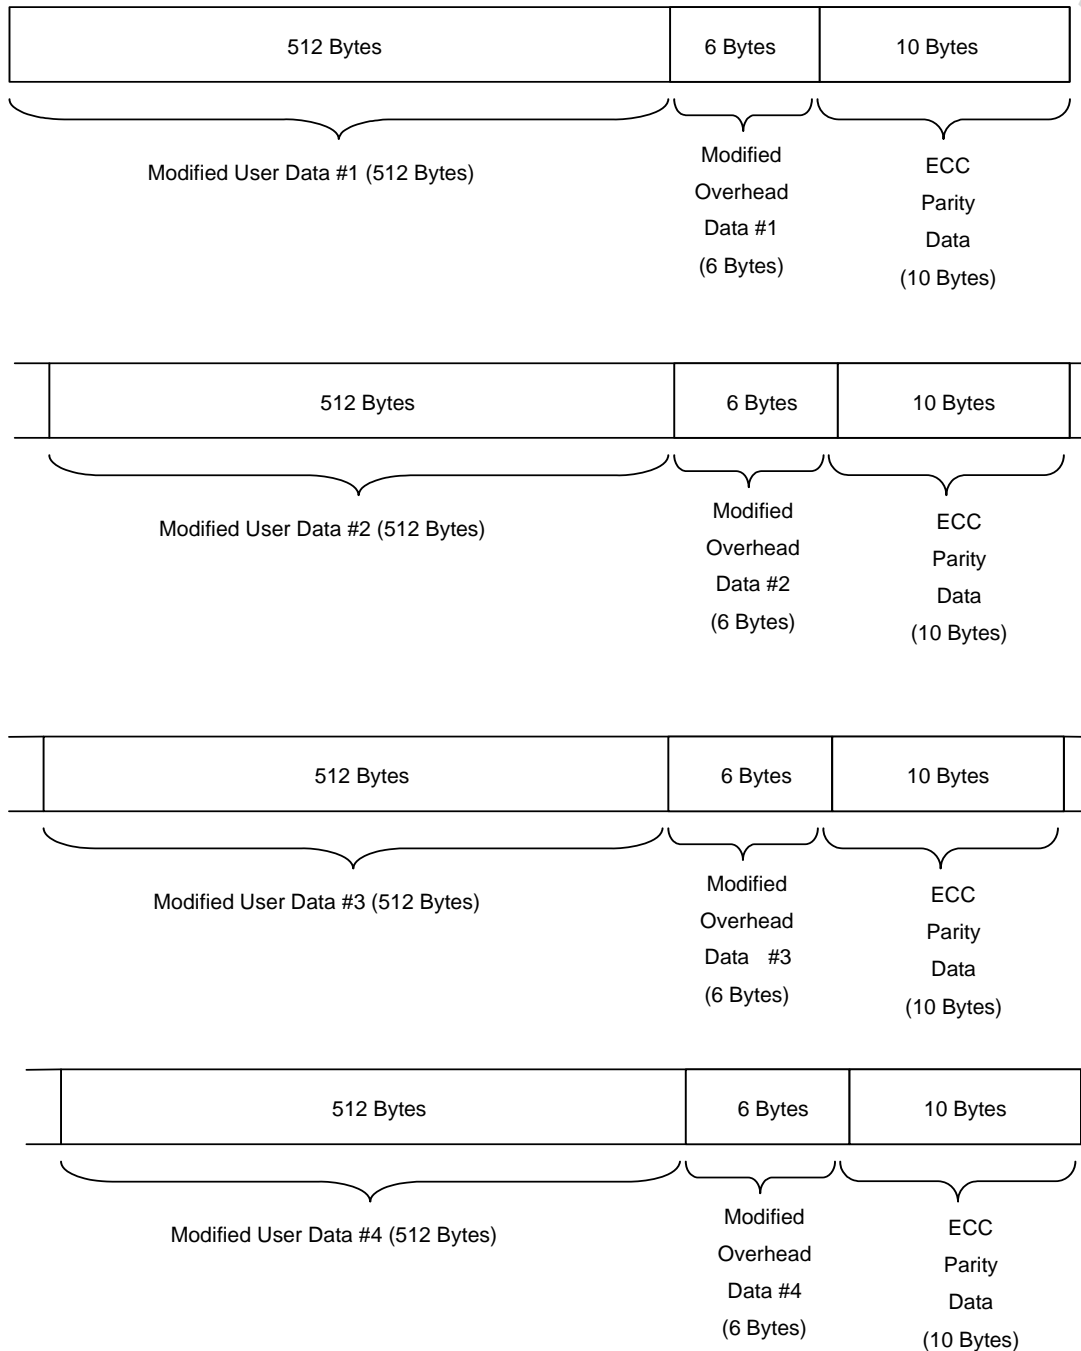 512 Bytes
6 Bytes
10 Bytes
Modified User Data #1 (512 Bytes)
Modified
Overhead
Data #1
(6 Bytes)
ECC
Parity
Data
(10 Bytes)
512 Bytes
6 Bytes
10 Bytes
Modified User Data #2 (512 Bytes)
Modified
Overhead
Data #2
(6 Bytes)
ECC
Parity
Data
(10 Bytes)
512 Bytes
6 Bytes
10 Bytes
Modified User Data #3 (512 Bytes)
Modified
Overhead
Data #3
(6 Bytes)
ECC
Parity
Data
(10 Bytes)
512 Bytes
6 Bytes
10 Bytes
Modified User Data #4 (512 Bytes)
Modified
Overhead
Data #4
(6 Bytes)
ECC
Parity
Data
(10 Bytes)